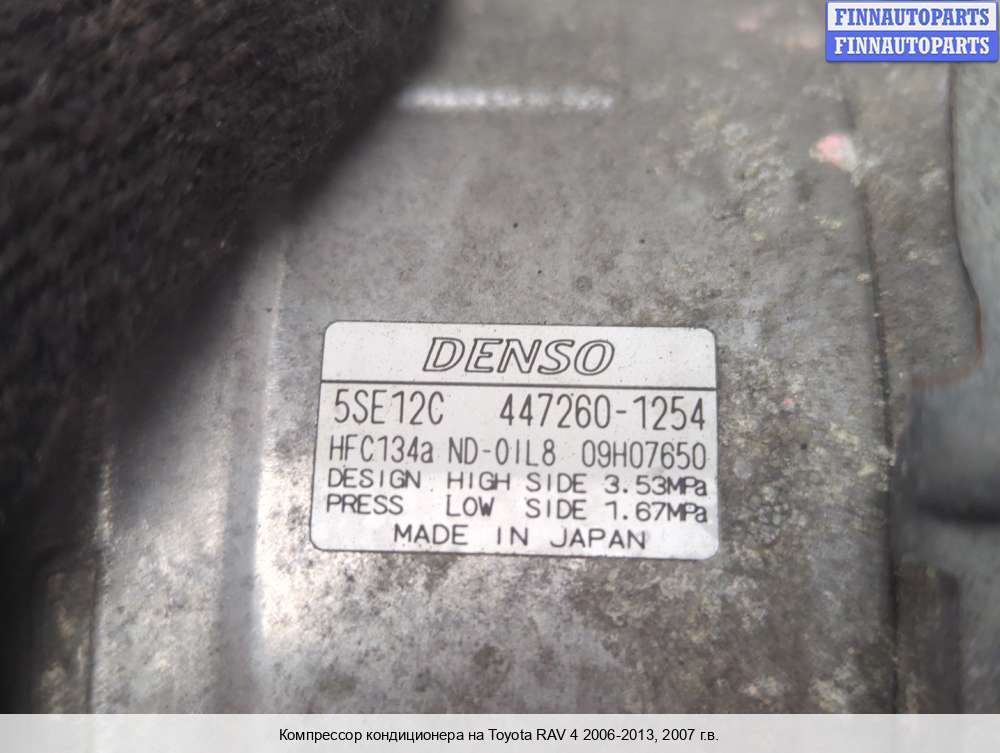 FINNAUTOPARTS
FINNAUTOPARTS
DENSO
5SE12C 447260-1254
HFC134a ND-OIL8 09H07650
DESIGN HIGH SIDE 3.53MPa
PRESS LOW SIDE 1.67MPa
MADE IN JAPAN
Компрессор кондиционера на Toyota RAV 4 2006-2013, 2007 г.в.